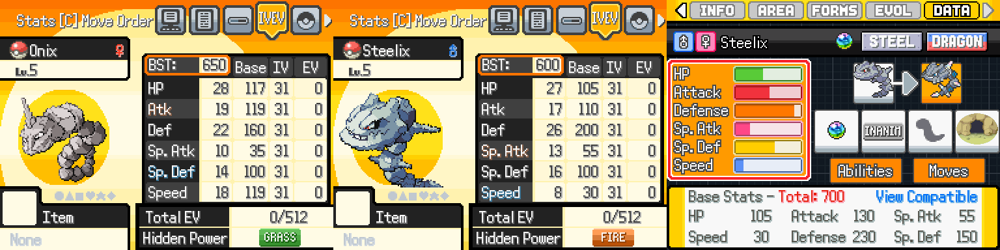 Stats [C] Move Order
IVEV
Onix ♀
Lv.5
BST: 650 Base IV EV
HP 28 117 31 0
Atk 19 119 31 0
Def 22 160 31 0
Sp. Atk 10 35 31 0
Sp. Def 14 100 31 0
Speed 18 119 31 0
●▲■♥★◆
Item
None
Total EV 0/512
Hidden Power GRASS
Stats [C] Move Order
IVEV
Steelix ♂
Lv.5
BST: 600 Base IV EV
HP 27 105 31 0
Atk 17 110 31 0
Def 26 200 31 0
Sp. Atk 13 55 31 0
Sp. Def 16 100 31 0
Speed 8 30 31 0
●▲■♥★◆
Item
None
Total EV 0/512
Hidden Power FIRE
INFO AREA FORMS EVOL DATA
♂ ♀ Steelix STEEL DRAGON
HP
Attack
Defense
Sp. Atk
Sp. Def
Speed
INANIM
Abilities Moves
Base Stats - Total: 700 View Compatible
HP 105 Attack 130 Sp. Atk 55
Speed 30 Defense 230 Sp. Def 150